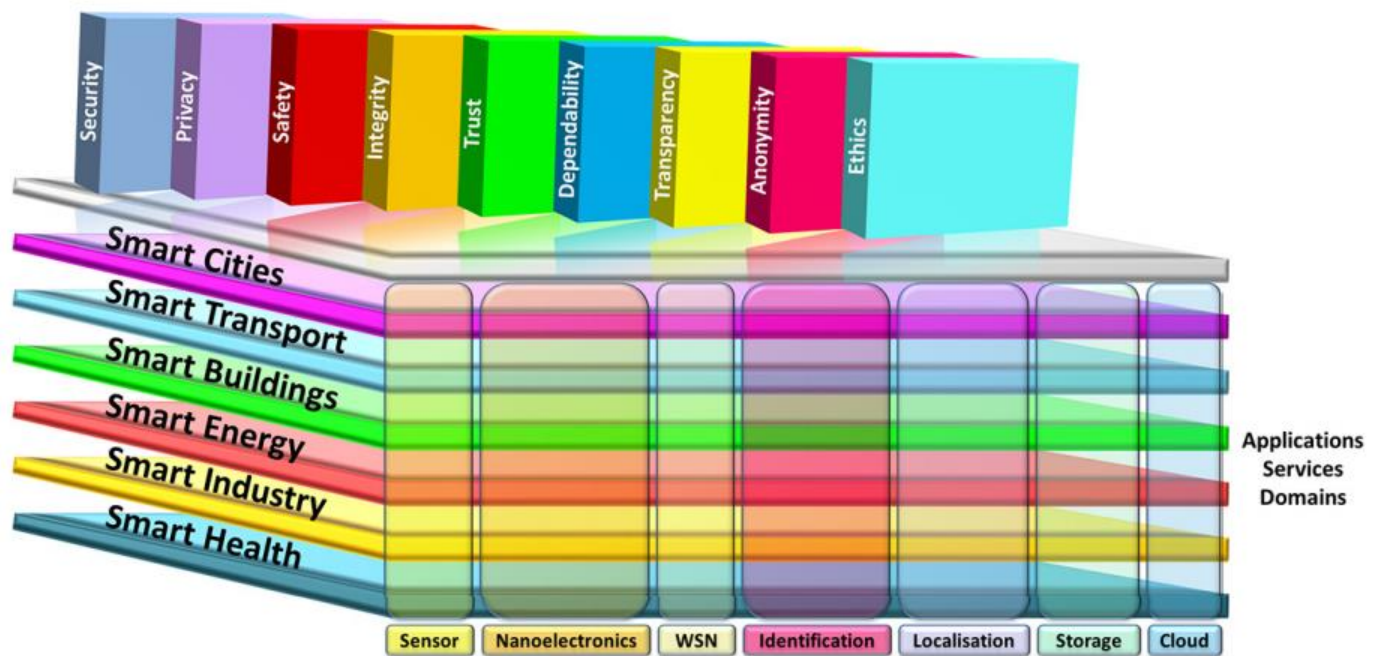 Security
Privacy
Safety
Integrity
Trust
Dependability
Transparency
Anonymity
Ethics
Smart Cities
Smart Transport
Smart Buildings
Smart Energy
Smart Industry
Smart Health
Applications
Services
Domains
Sensor
Nanoelectronics
WSN
Identification
Localisation
Storage
Cloud